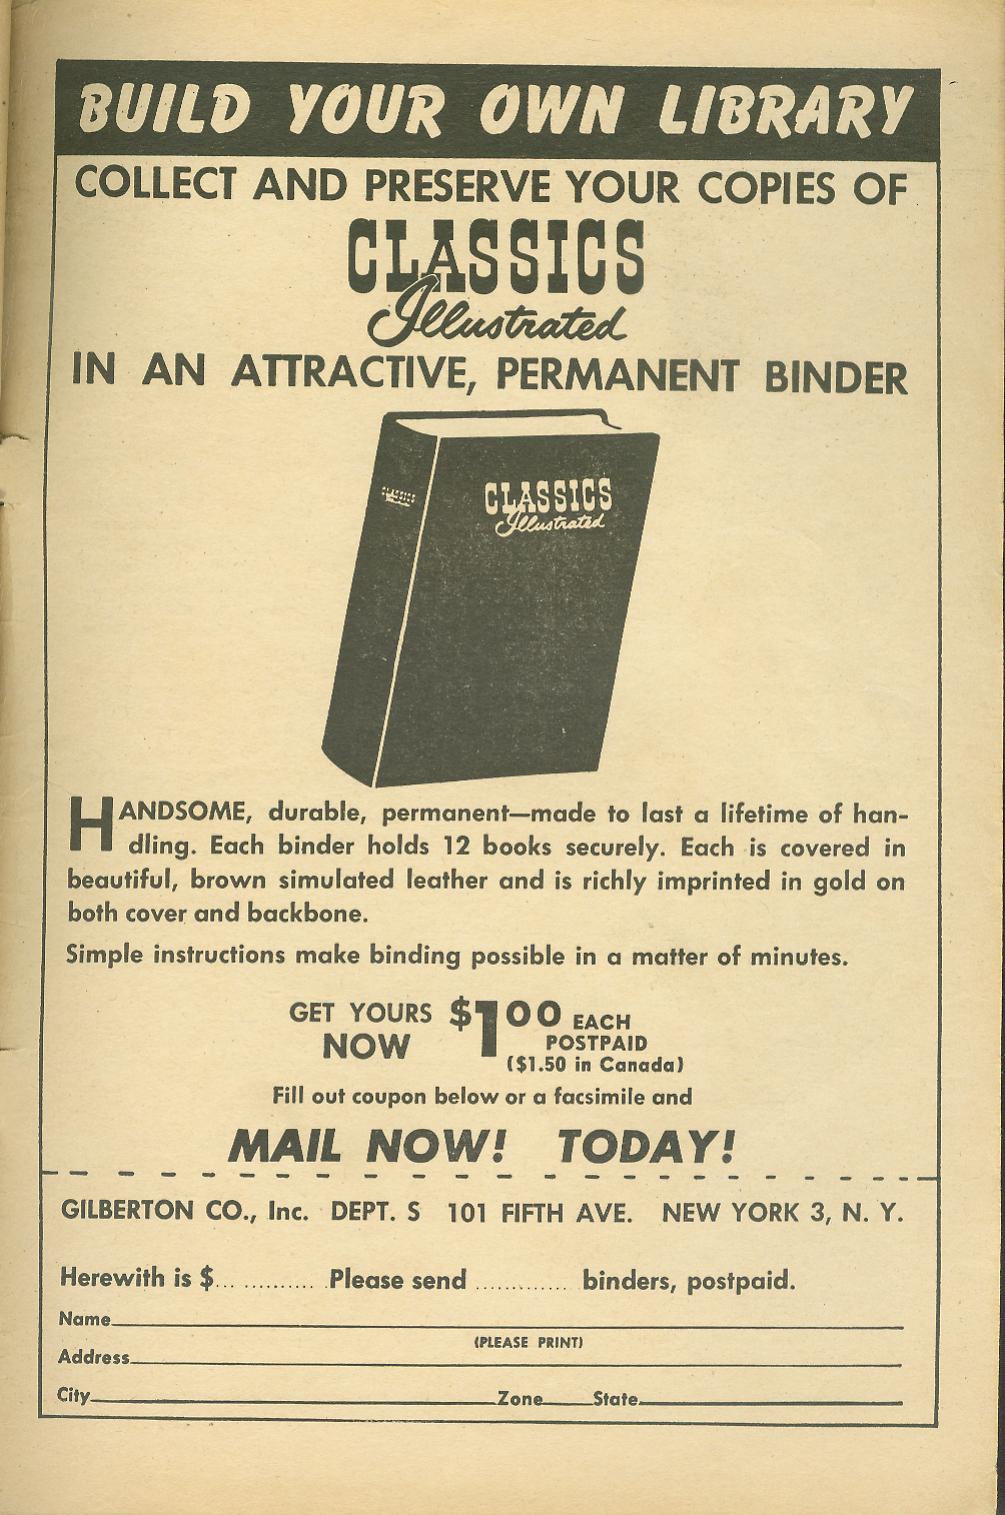 BUILD YOUR OWN LIBRARY
COLLECT AND PRESERVE YOUR COPIES OF
CLASSICS
Illustrated
IN AN ATTRACTIVE, PERMANENT BINDER
CLASSICS
CLASSICS
Illustrated
HANDSOME, durable, permanent—made to last a lifetime of han-
dling. Each binder holds 12 books securely. Each is covered in
beautiful, brown simulated leather and is richly imprinted in gold on
both cover and backbone.
Simple instructions make binding possible in a matter of minutes.
GET YOURS NOW $1.00 EACH
POSTPAID
($1.50 in Canada)
Fill out coupon below or a facsimile and
MAIL NOW! TODAY!
GILBERTON CO., Inc. DEPT. S 101 FIFTH AVE. NEW YORK 3, N. Y.
Herewith is $... ........... Please send ............. binders, postpaid.
Name
(PLEASE PRINT)
Address
City Zone State